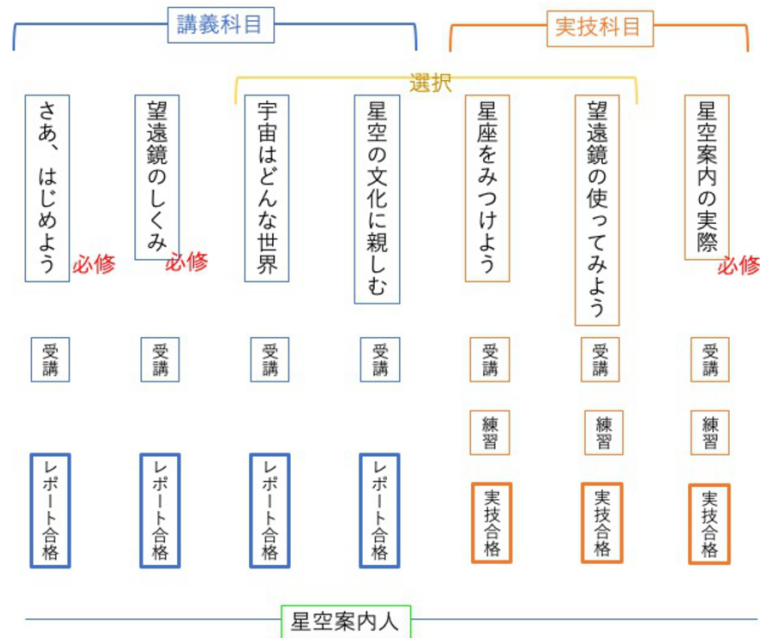 講義科目
実技科目
選択
さあ、はじめよう
必修
望遠鏡のしくみ
必修
宇宙はどんな世界
星空の文化に親しむ
星座をみつけよう
望遠鏡の使ってみよう
星空案内の実際
必修
受講
受講
受講
受講
受講
受講
受講
練習
練習
練習
レポート合格
レポート合格
レポート合格
レポート合格
実技合格
実技合格
実技合格
星空案内人